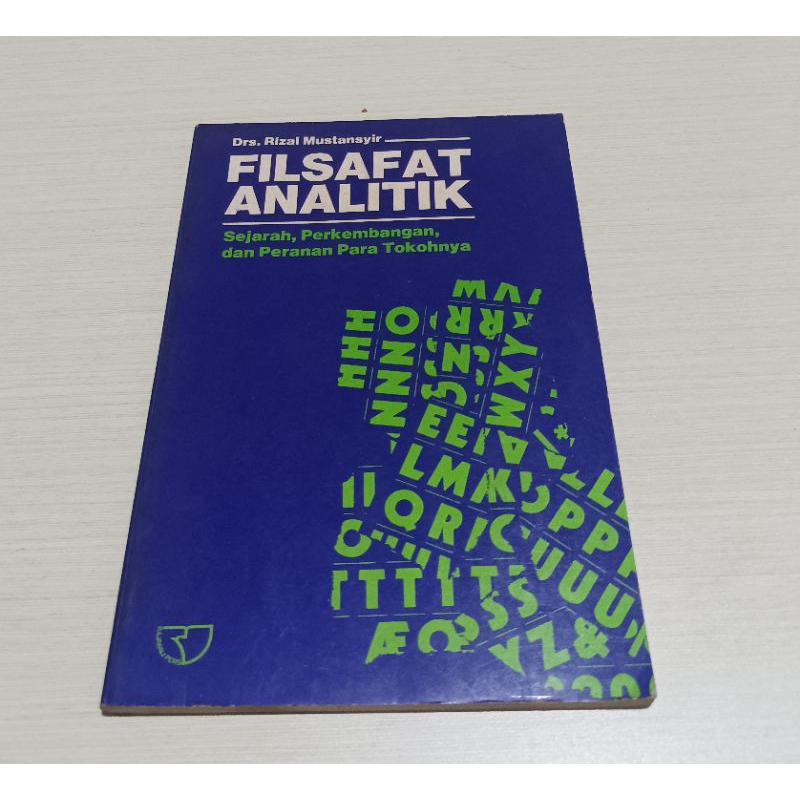 Drs. Rizal Mustansyir
FILSAFAT
ANALITIK
Sejarah, Perkembangan,
dan Peranan Para Tokohnya